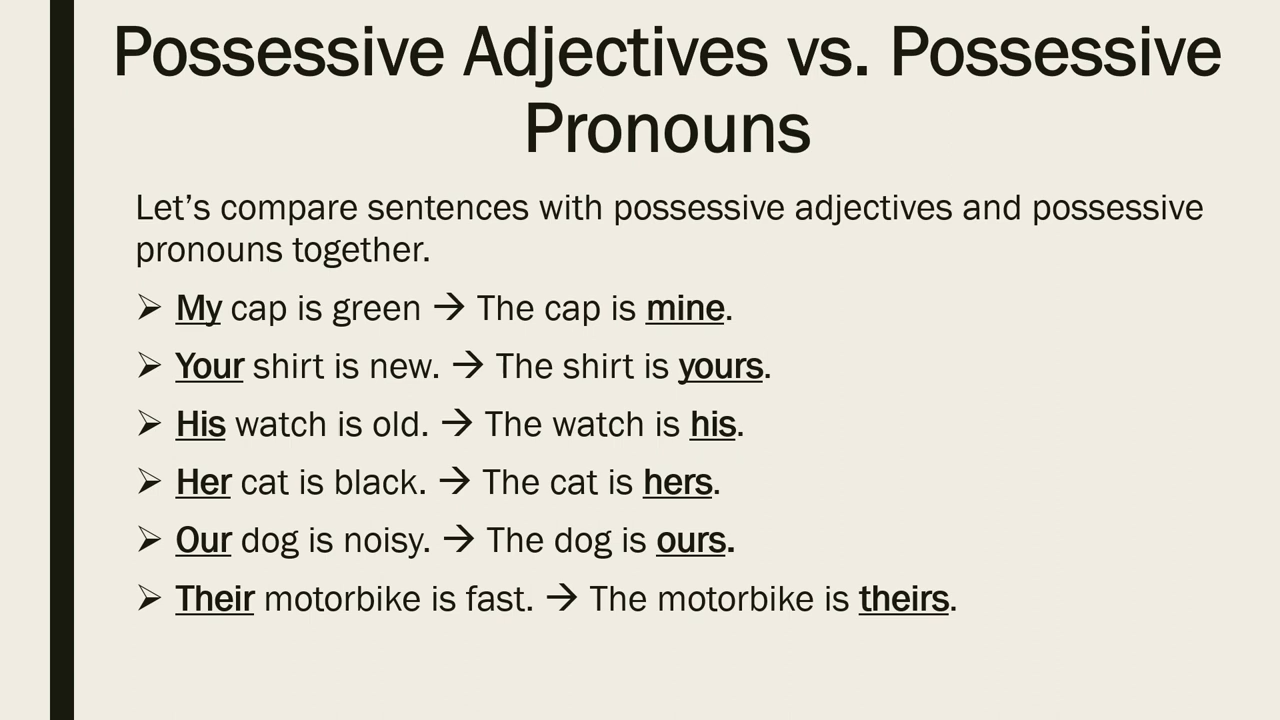 Possessive Adjectives vs. Possessive
Pronouns
Let’s compare sentences with possessive adjectives and possessive
pronouns together.
➢ My cap is green → The cap is mine.
➢ Your shirt is new. → The shirt is yours.
➢ His watch is old. → The watch is his.
➢ Her cat is black. → The cat is hers.
➢ Our dog is noisy. → The dog is ours.
➢ Their motorbike is fast. → The motorbike is theirs.